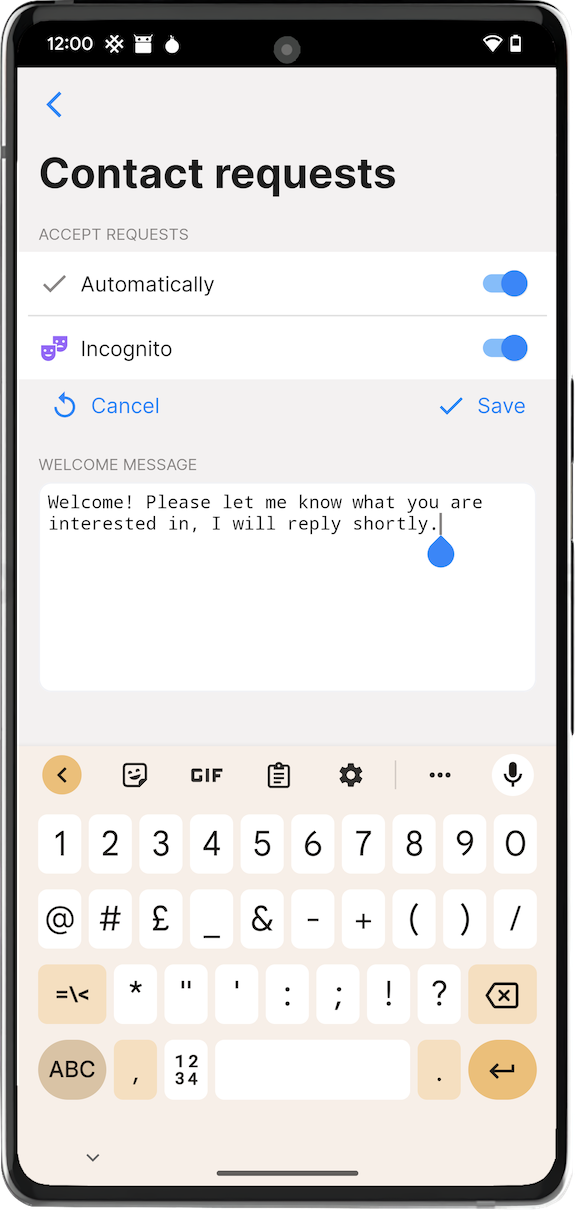 12:00
Contact requests
ACCEPT REQUESTS
Automatically
Incognito
Cancel Save
WELCOME MESSAGE
Welcome! Please let me know what you are
interested in, I will reply shortly.
GIF
1 2 3 4 5 6 7 8 9 0
@ # £ _ & - + ( ) /
=\< * " ' : ; ! ?
ABC , 12 34 .